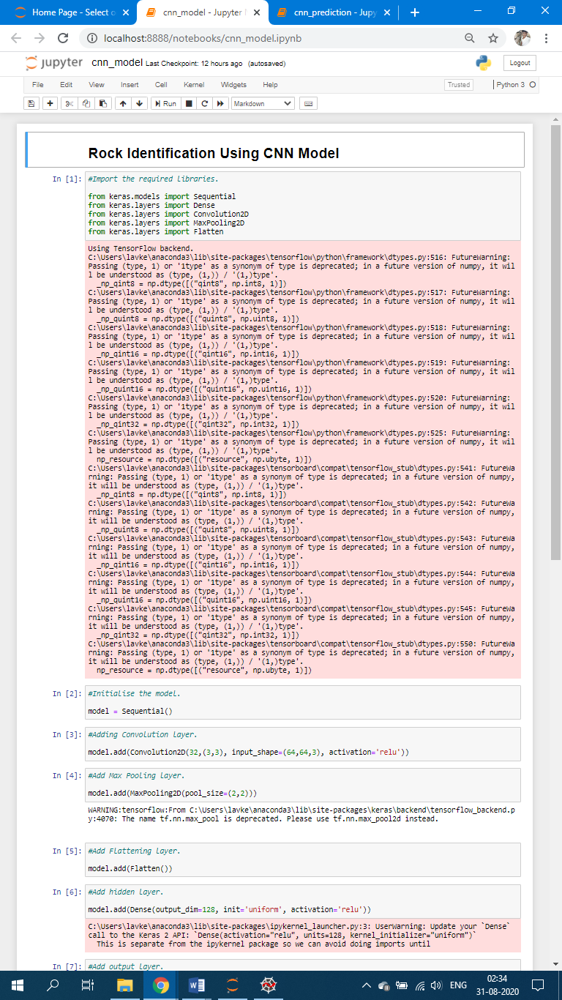 Home Page - Select o
cnn_model - Jupyter
cnn_prediction - Jupy
localhost:8888/notebooks/cnn_model.ipynb
jupyter cnn_model Last Checkpoint: 12 hours ago (autosaved)
Logout
File Edit View Insert Cell Kernel Widgets Help
Trusted
Python 3
Run
Markdown
Rock Identification Using CNN Model
In [1]: #Import the required Libraries.
from keras.models import Sequential
from keras.layers import Dense
from keras.layers import Convolution2D
from keras.layers import MaxPooling2D
from keras.layers import Flatten
Using TensorFlow backend.
C:\Users\lavke\anaconda3\lib\site-packages\tensorflow\python\framework\dtypes.py:516: FutureWarning:
Passing (type, 1) or '1type' as a synonym of type is deprecated; in a future version of numpy, it wil
l be understood as (type, (1,)) / '(1,)type'.
_np_qint8 = np.dtype([("qint8", np.int8, 1)])
C:\Users\lavke\anaconda3\lib\site-packages\tensorflow\python\framework\dtypes.py:517: FutureWarning:
Passing (type, 1) or '1type' as a synonym of type is deprecated; in a future version of numpy, it wil
l be understood as (type, (1,)) / '(1,)type'.
_np_quint8 = np.dtype([("quint8", np.uint8, 1)])
C:\Users\lavke\anaconda3\lib\site-packages\tensorflow\python\framework\dtypes.py:518: FutureWarning:
Passing (type, 1) or '1type' as a synonym of type is deprecated; in a future version of numpy, it wil
l be understood as (type, (1,)) / '(1,)type'.
_np_qint16 = np.dtype([("qint16", np.int16, 1)])
C:\Users\lavke\anaconda3\lib\site-packages\tensorflow\python\framework\dtypes.py:519: FutureWarning:
Passing (type, 1) or '1type' as a synonym of type is deprecated; in a future version of numpy, it wil
l be understood as (type, (1,)) / '(1,)type'.
_np_quint16 = np.dtype([("quint16", np.uint16, 1)])
C:\Users\lavke\anaconda3\lib\site-packages\tensorflow\python\framework\dtypes.py:520: FutureWarning:
Passing (type, 1) or '1type' as a synonym of type is deprecated; in a future version of numpy, it wil
l be understood as (type, (1,)) / '(1,)type'.
_np_qint32 = np.dtype([("qint32", np.int32, 1)])
C:\Users\lavke\anaconda3\lib\site-packages\tensorflow\python\framework\dtypes.py:525: FutureWarning:
Passing (type, 1) or '1type' as a synonym of type is deprecated; in a future version of numpy, it wil
l be understood as (type, (1,)) / '(1,)type'.
np_resource = np.dtype([("resource", np.ubyte, 1)])
C:\Users\lavke\anaconda3\lib\site-packages\tensorboard\compat\tensorflow_stub\dtypes.py:541: FutureWa
rning: Passing (type, 1) or '1type' as a synonym of type is deprecated; in a future version of numpy,
it will be understood as (type, (1,)) / '(1,)type'.
_np_qint8 = np.dtype([("qint8", np.int8, 1)])
C:\Users\lavke\anaconda3\lib\site-packages\tensorboard\compat\tensorflow_stub\dtypes.py:542: FutureWa
rning: Passing (type, 1) or '1type' as a synonym of type is deprecated; in a future version of numpy,
it will be understood as (type, (1,)) / '(1,)type'.
_np_quint8 = np.dtype([("quint8", np.uint8, 1)])
C:\Users\lavke\anaconda3\lib\site-packages\tensorboard\compat\tensorflow_stub\dtypes.py:543: FutureWa
rning: Passing (type, 1) or '1type' as a synonym of type is deprecated; in a future version of numpy,
it will be understood as (type, (1,)) / '(1,)type'.
_np_qint16 = np.dtype([("qint16", np.int16, 1)])
C:\Users\lavke\anaconda3\lib\site-packages\tensorboard\compat\tensorflow_stub\dtypes.py:544: FutureWa
rning: Passing (type, 1) or '1type' as a synonym of type is deprecated; in a future version of numpy,
it will be understood as (type, (1,)) / '(1,)type'.
_np_quint16 = np.dtype([("quint16", np.uint16, 1)])
C:\Users\lavke\anaconda3\lib\site-packages\tensorboard\compat\tensorflow_stub\dtypes.py:545: FutureWa
rning: Passing (type, 1) or '1type' as a synonym of type is deprecated; in a future version of numpy,
it will be understood as (type, (1,)) / '(1,)type'.
_np_qint32 = np.dtype([("qint32", np.int32, 1)])
C:\Users\lavke\anaconda3\lib\site-packages\tensorboard\compat\tensorflow_stub\dtypes.py:550: FutureWa
rning: Passing (type, 1) or '1type' as a synonym of type is deprecated; in a future version of numpy,
it will be understood as (type, (1,)) / '(1,)type'.
np_resource = np.dtype([("resource", np.ubyte, 1)])
In [2]: #Initialise the model.
model = Sequential()
In [3]: #Adding Convolution Layer.
model.add(Convolution2D(32,(3,3), input_shape=(64,64,3), activation='relu'))
In [4]: #Add Max Pooling Layer.
model.add(MaxPooling2D(pool_size=(2,2)))
WARNING:tensorflow:From C:\Users\lavke\anaconda3\lib\site-packages\keras\backend\tensorflow_backend.p
y:4070: The name tf.nn.max_pool is deprecated. Please use tf.nn.max_pool2d instead.
In [5]: #Add Flattening Layer.
model.add(Flatten())
In [6]: #Add hidden Layer.
model.add(Dense(output_dim=128, init='uniform', activation='relu'))
C:\Users\lavke\anaconda3\lib\site-packages\ipykernel_launcher.py:3: UserWarning: Update your `Dense`
call to the Keras 2 API: `Dense(activation="relu", units=128, kernel_initializer="uniform")`
This is separate from the ipykernel package so we can avoid doing imports until
In [7]: #Add output Layer.
ENG
02:34
31-08-2020